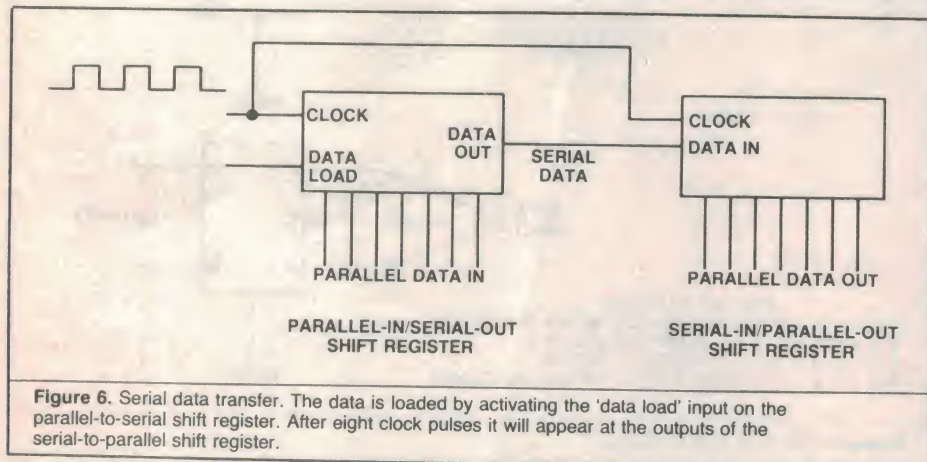 CLOCK
DATA
LOAD
DATA
OUT
SERIAL
DATA
CLOCK
DATA IN
PARALLEL DATA IN
PARALLEL DATA OUT
PARALLEL-IN/SERIAL-OUT
SHIFT REGISTER
SERIAL-IN/PARALLEL-OUT
SHIFT REGISTER
Figure 6. Serial data transfer. The data is loaded by activating the 'data load' input on the
parallel-to-serial shift register. After eight clock pulses it will appear at the outputs of the
serial-to-parallel shift register.